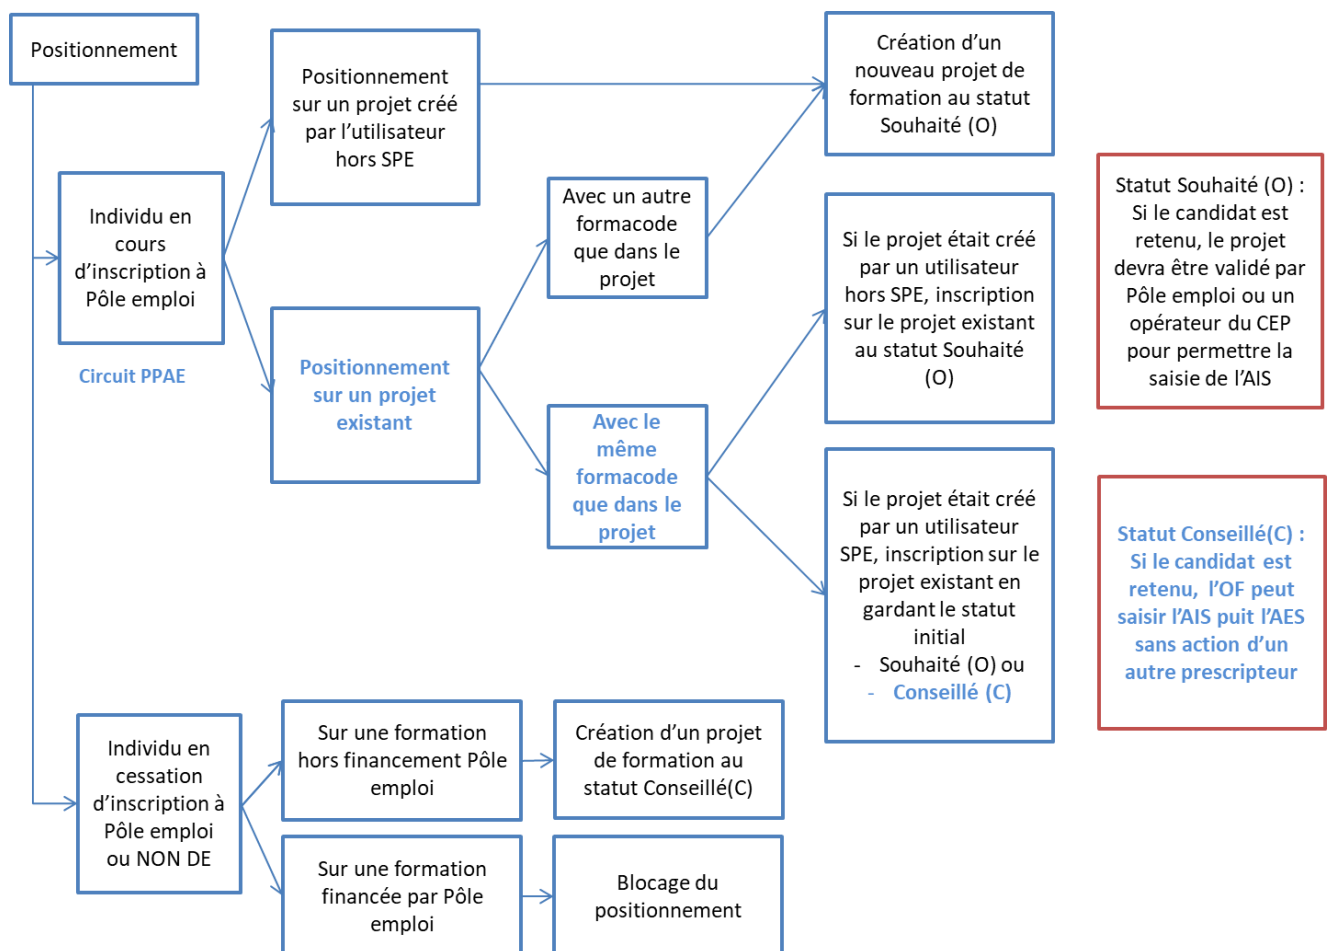 Positionnement
Positionnement
sur un projet créé
par l’utilisateur
hors SPE
Création d’un
nouveau projet de
formation au statut
Souhaité (O)
Individu en
cours
d’inscription à
Pôle emploi
Circuit PPAE
Avec un autre
formacode
que dans le
projet
Positionnement
sur un projet
existant
Avec le
même
formacode
que dans le
projet
Si le projet était créé
par un utilisateur
hors SPE, inscription
sur le projet existant
au statut Souhaité
(O)
Statut Souhaité (O) :
Si le candidat est
retenu, le projet
devra être validé par
Pôle emploi ou un
opérateur du CEP
pour permettre la
saisie de l’AIS
Si le projet était créé
par un utilisateur
SPE, inscription sur le
projet existant en
gardant le statut
initial
- Souhaité (O) ou
- Conseillé (C)
Statut Conseillé(C) :
Si le candidat est
retenu, l’OF peut
saisir l’AIS puit l’AES
sans action d’un
autre prescripteur
Individu en
cessation
d’inscription à
Pôle emploi
ou NON DE
Sur une formation
hors financement Pôle
emploi
Création d’un projet
de formation au
statut Conseillé(C)
Sur une formation
financée par Pôle
emploi
Blocage du
positionnement